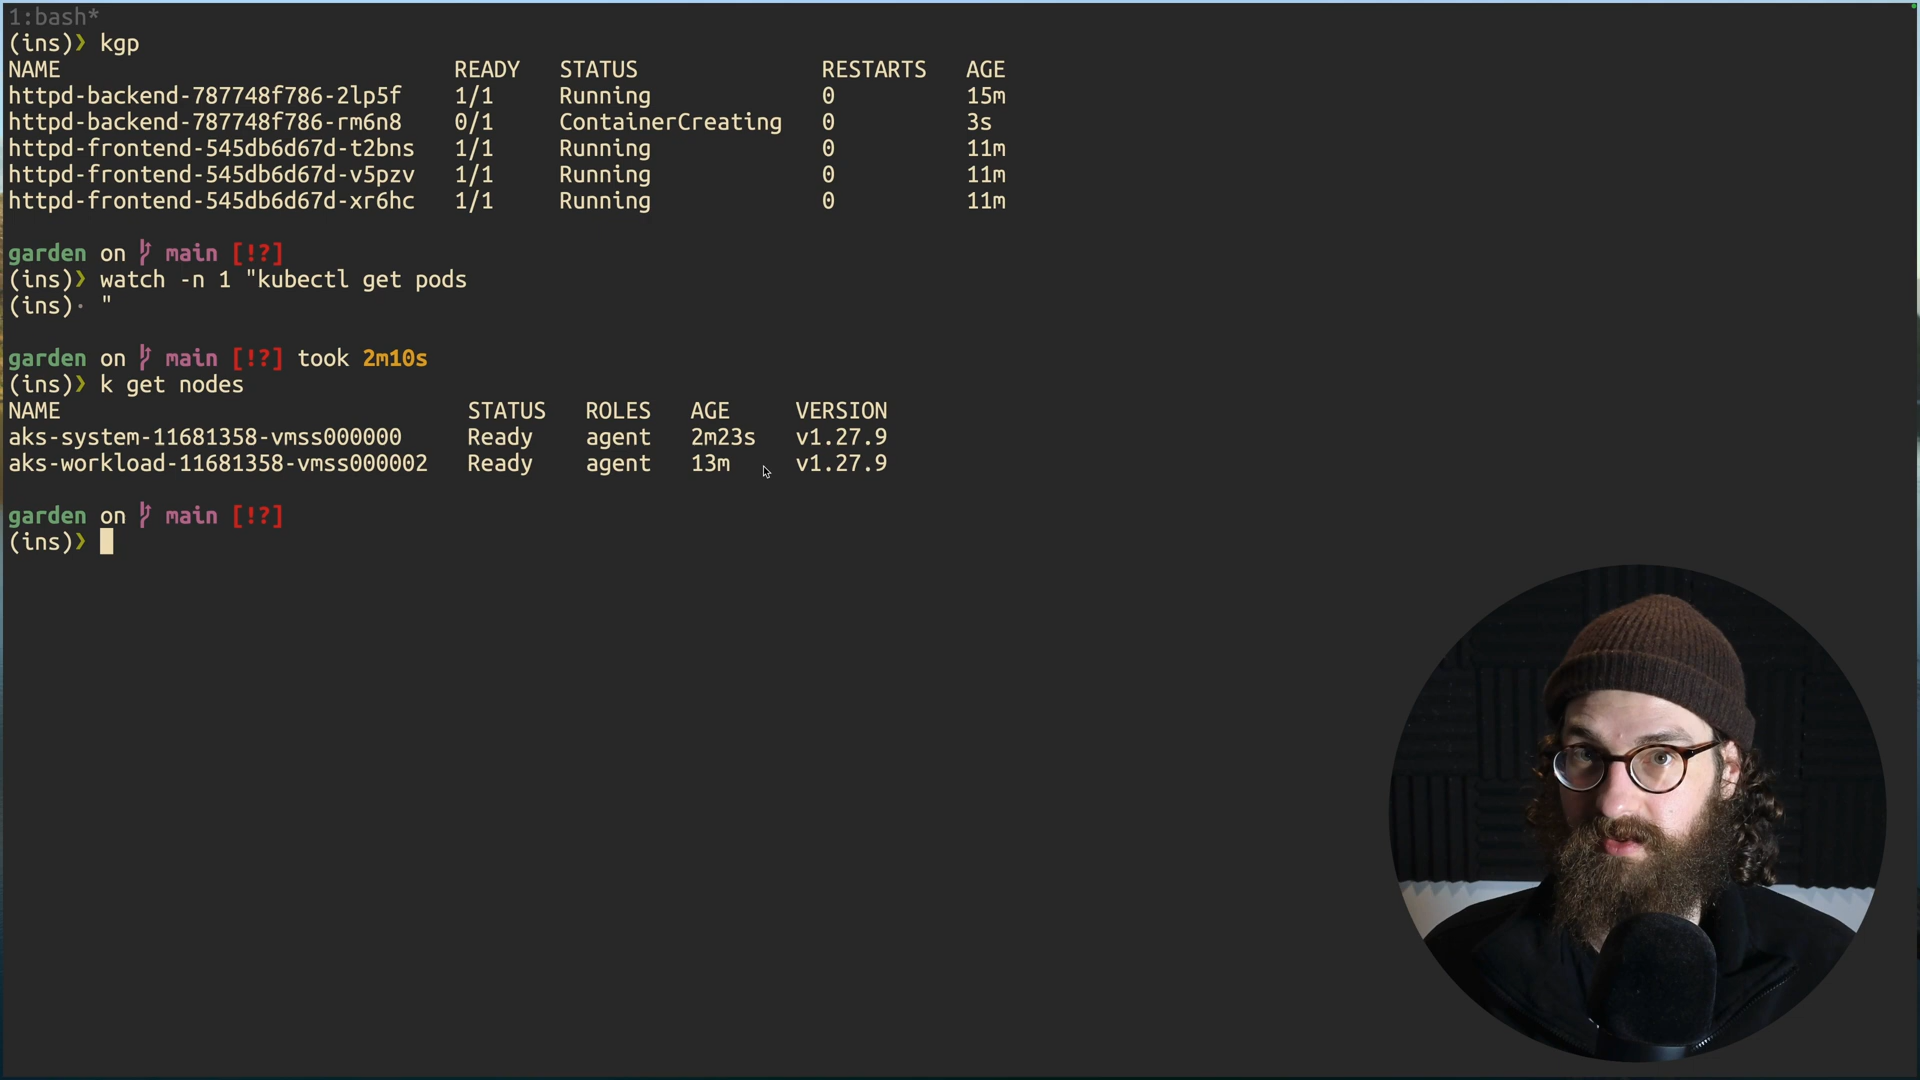 1:bash*
(ins)❯ kgp
NAME READY STATUS RESTARTS AGE
httpd-backend-787748f786-2lp5f 1/1 Running 0 15m
httpd-backend-787748f786-rm6n8 0/1 ContainerCreating 0 3s
httpd-frontend-545db6d67d-t2bns 1/1 Running 0 11m
httpd-frontend-545db6d67d-v5pzv 1/1 Running 0 11m
httpd-frontend-545db6d67d-xr6hc 1/1 Running 0 11m
garden on main [!?]
(ins)❯ watch -n 1 "kubectl get pods
(ins)· "
garden on main [!?] took 2m10s
(ins)❯ k get nodes
NAME STATUS ROLES AGE VERSION
aks-system-11681358-vmss000000 Ready agent 2m23s v1.27.9
aks-workload-11681358-vmss000002 Ready agent 13m v1.27.9
garden on main [!?]
(ins)❯